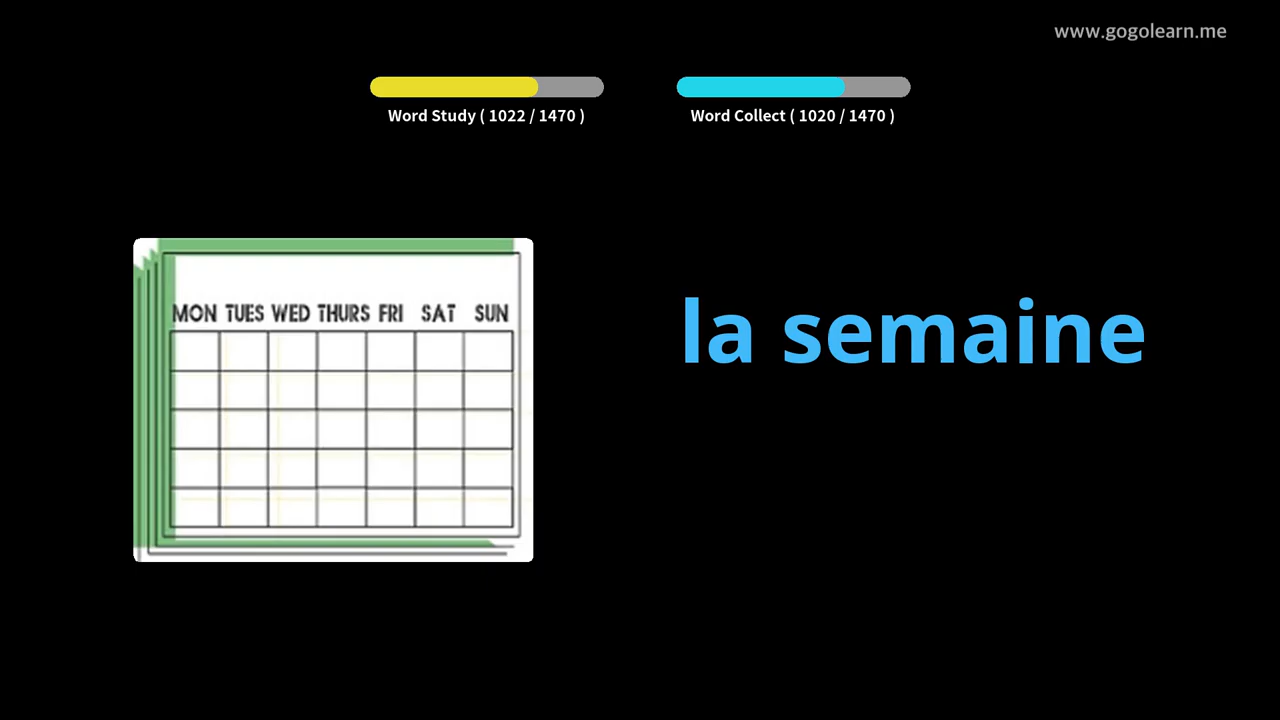 www.gogolearn.me
Word Study ( 1022 / 1470 )
Word Collect ( 1020 / 1470 )
MON TUES WED THURS FRI SAT SUN
la semaine